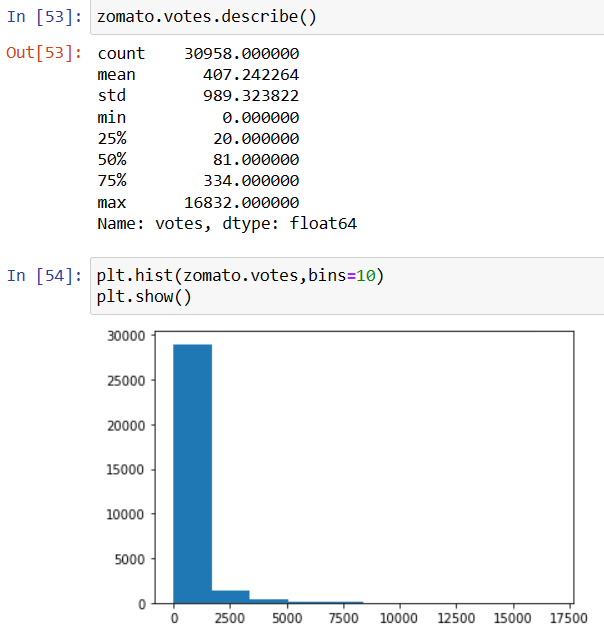 In [53]: zomato.votes.describe()
Out[53]: count    30958.000000
mean       407.242264
std        989.323822
min          0.000000
25%         20.000000
50%         81.000000
75%        334.000000
max      16832.000000
Name: votes, dtype: float64
In [54]: plt.hist(zomato.votes,bins=10)
plt.show()
30000
25000
20000
15000
10000
5000
0
0 2500 5000 7500 10000 12500 15000 17500